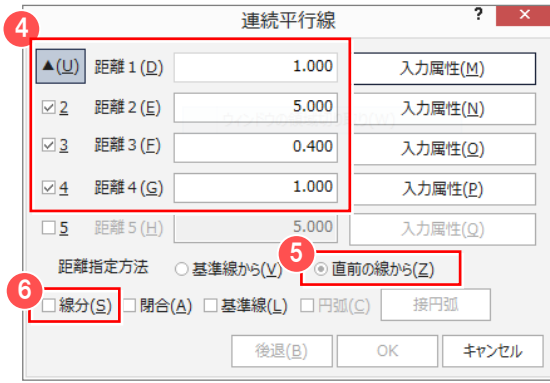 4
連続平行線 ? ×
▲(U) 距離1(D) 1.000 入力属性(M)
2 距離2(E) 5.000 入力属性(N)
3 距離3(F) 0.400 入力属性(O)
4 距離4(G) 1.000 入力属性(P)
5 距離5(H) 5.000 入力属性(Q)
5
距離指定方法 基準線から(V) 直前の線から(Z)
6
線分(S) 閉合(A) 基準線(L) 円弧(C) 接円弧
後退(B) OK キャンセル